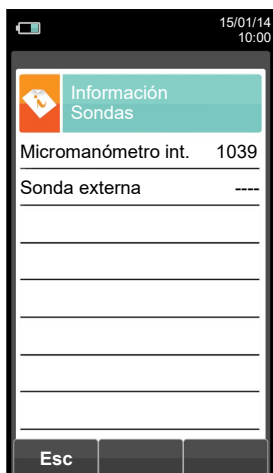 15/01/14
10:00
Información
Sondas
Micromanómetro int. 1039
Sonda externa ----
Esc